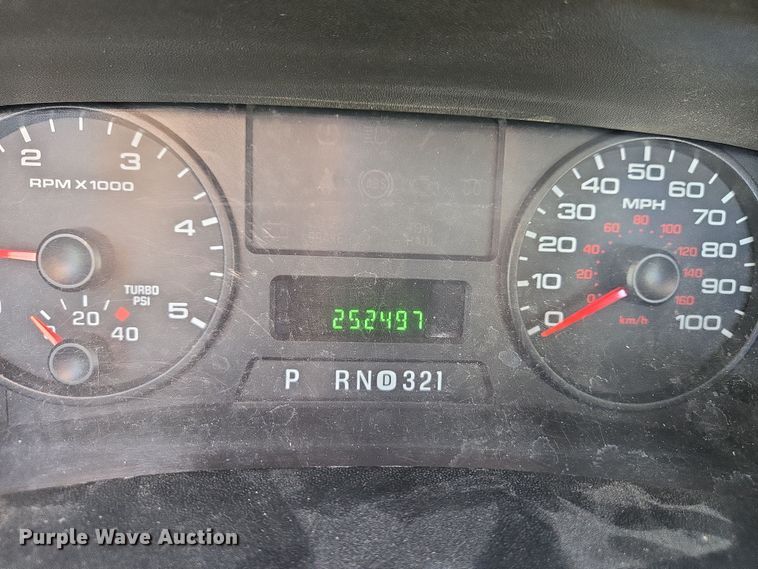 2 3 4 5
RPM X 1000
TURBO
PSI
20 40
252497
P RND321
0 10 20 30 40 50 60 70 80 90 100
MPH
0 20 40 60 80 100 120 140 160
km/h
Purple Wave Auction